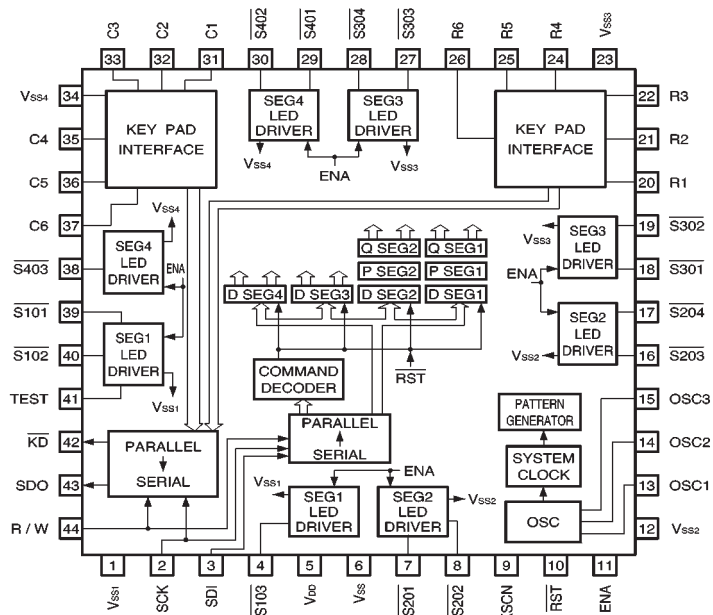 C3 C2 C1 S402 S401 S304 S303 R6 R5 R4 VSS3
33 32 31 30 29 28 27 26 25 24 23
VSS4 34
C4 35
C5 36
C6 37
S403 38
S101 39
S102 40
TEST 41
KD 42
SDO 43
R / W 44
KEY PAD
INTERFACE
SEG4
LED
DRIVER
VSS4
SEG3
LED
DRIVER
VSS3
ENA
KEY PAD
INTERFACE
22 R3
21 R2
20 R1
19 S302
18 S301
17 S204
16 S203
15 OSC3
14 OSC2
13 OSC1
12 VSS2
VSS4
SEG4
LED
DRIVER
ENA
SEG1
LED
DRIVER
VSS1
Q SEG2 Q SEG1
P SEG2 P SEG1
D SEG4 D SEG3 D SEG2 D SEG1
RST
COMMAND
DECODER
VSS3
SEG3
LED
DRIVER
ENA
SEG2
LED
DRIVER
VSS2
PATTERN
GENERATOR
SYSTEM
CLOCK
OSC
PARALLEL
SERIAL
PARALLEL
SERIAL
ENA
VSS1
SEG1
LED
DRIVER
SEG2
LED
DRIVER
VSS2
1 2 3 4 5 6 7 8 9 10 11
VSS1 SCK SDI S103 VDD VSS S201 S202 RST ENA